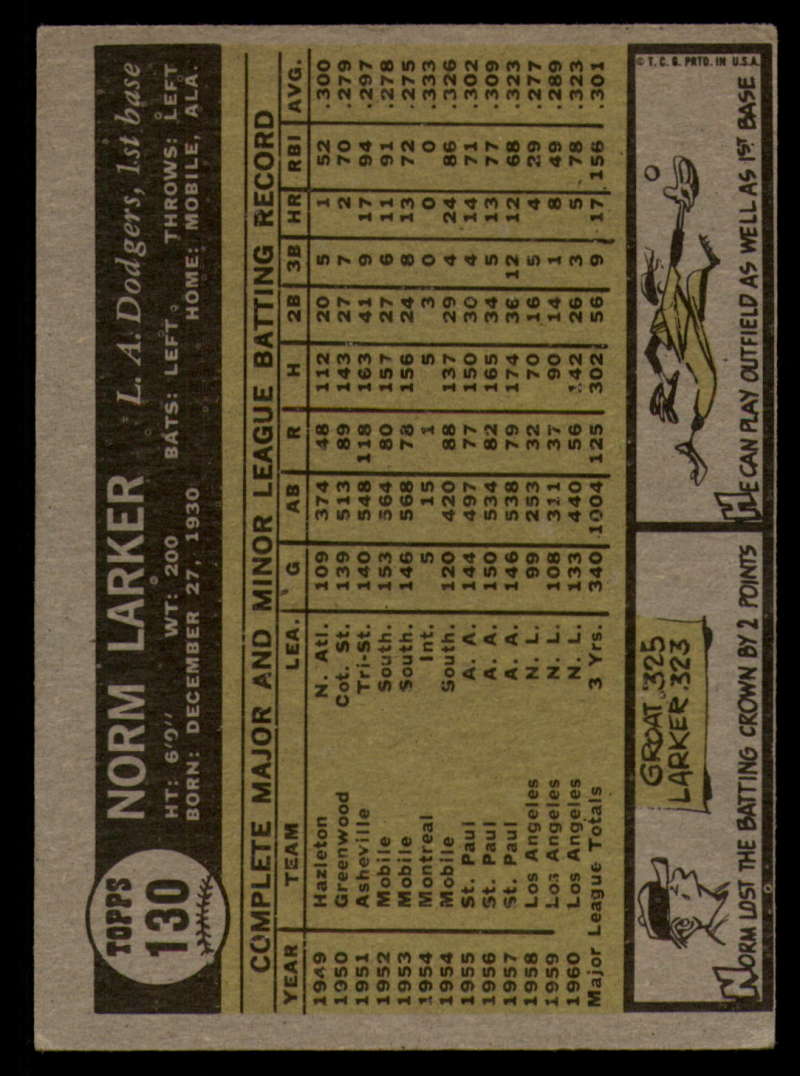 TOPPS
130
NORM LARKER L. A. Dodgers, 1st base
HT: 6'0" WT: 200 BATS: LEFT THROWS: LEFT
BORN: DECEMBER 27, 1930 HOME: MOBILE, ALA.
COMPLETE MAJOR AND MINOR LEAGUE BATTING RECORD
YEAR TEAM LEA. G AB R H 2B 3B HR RBI AVG.
1949 Hazleton N. Atl. 109 374 48 112 20 5 1 52 .300
1950 Greenwood Cot. St. 139 513 89 143 27 7 2 70 .279
1951 Asheville Tri-St. 140 548 118 163 41 9 17 94 .297
1952 Mobile South. 153 564 80 157 27 6 11 91 .278
1953 Mobile South. 146 568 78 156 24 8 13 72 .275
1954 Montreal Int. 5 15 1 5 3 0 0 0 .333
1954 Mobile South. 120 420 88 137 29 4 24 86 .326
1955 St. Paul A. A. 144 497 77 150 30 4 14 71 .302
1956 St. Paul A. A. 150 534 82 165 34 5 13 77 .309
1957 St. Paul A. A. 146 538 79 174 36 12 12 68 .323
1958 Los Angeles N. L. 99 253 32 70 16 5 4 29 .277
1959 Los Angeles N. L. 108 311 37 90 14 1 8 49 .289
1960 Los Angeles N. L. 133 440 56 142 26 3 5 78 .323
Major League Totals 3 Yrs. 340 1004 125 302 56 9 17 156 .301
GROAT .325
LARKER .323
NORM LOST THE BATTING CROWN BY 2 POINTS
© T. C. G. PRTD. IN U.S.A.
HE CAN PLAY OUTFIELD AS WELL AS 1ST BASE